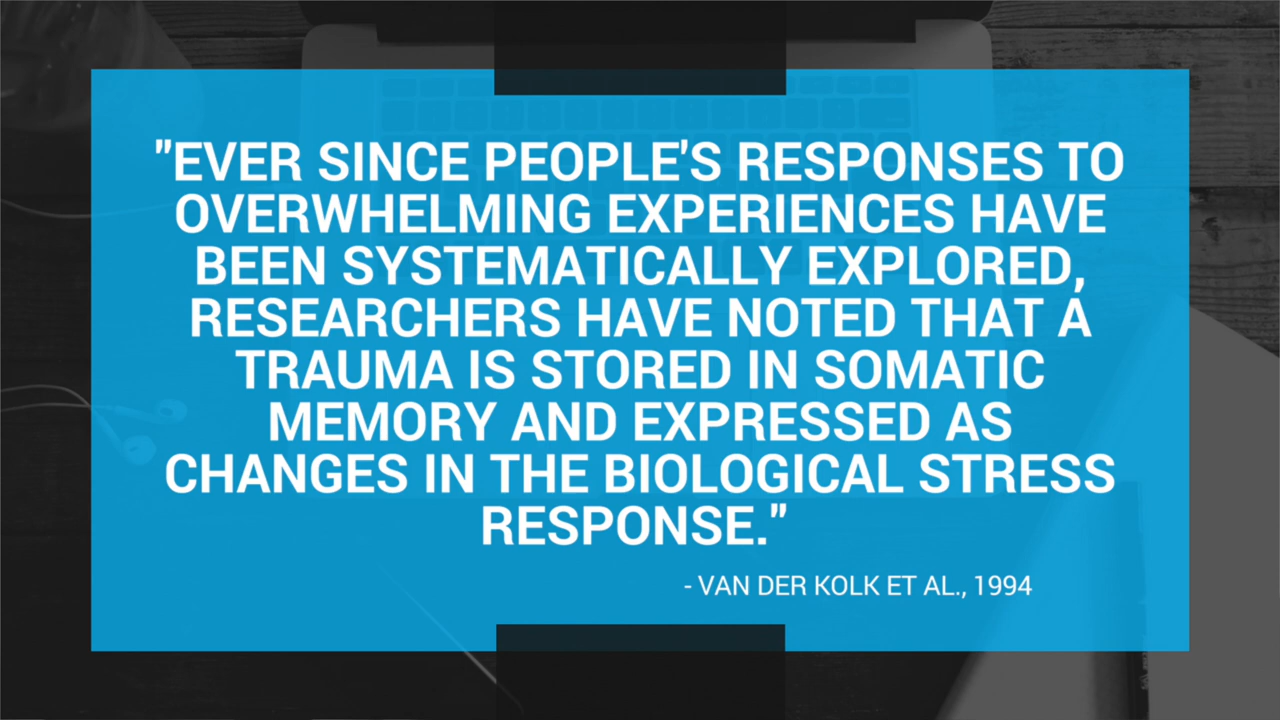 "EVER SINCE PEOPLE'S RESPONSES TO
OVERWHELMING EXPERIENCES HAVE
BEEN SYSTEMATICALLY EXPLORED,
RESEARCHERS HAVE NOTED THAT A
TRAUMA IS STORED IN SOMATIC
MEMORY AND EXPRESSED AS
CHANGES IN THE BIOLOGICAL STRESS
RESPONSE."
- VAN DER KOLK ET AL., 1994